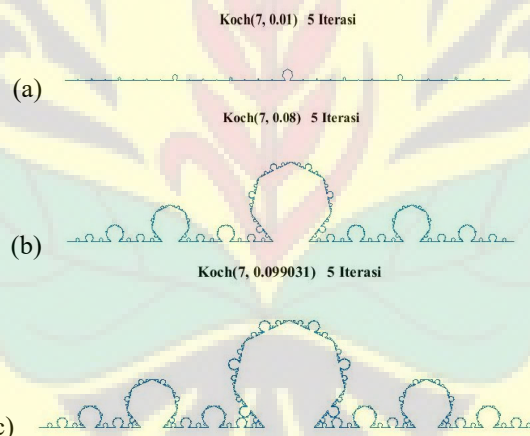 Koch(7, 0.01) 5 Iterasi
(a)
Koch(7, 0.08) 5 Iterasi
(b)
Koch(7, 0.099031) 5 Iterasi
c)